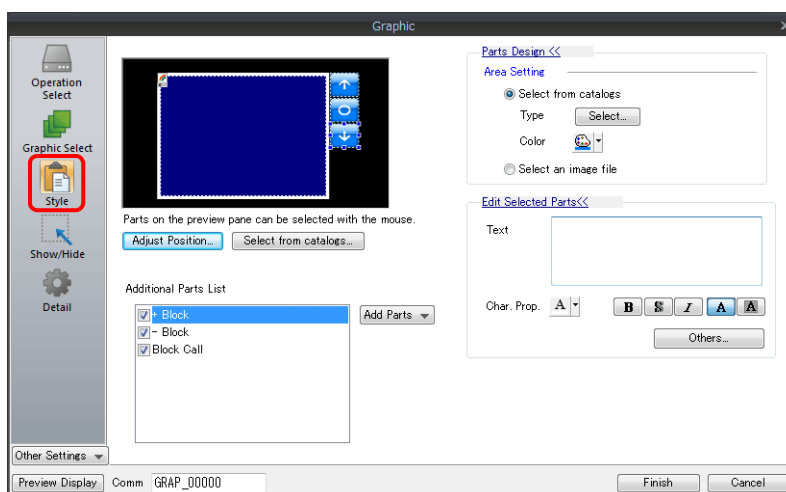 Graphic
Operation
Select
Graphic Select
Style
Show/Hide
Detail
Other Settings
Parts on the preview pane can be selected with the mouse.
Adjust Position...
Select from catalogs...
Additional Parts List
+ Block
- Block
Block Call
Add Parts
Parts Design <<
Area Setting
Select from catalogs
Type
Select...
Color
Select an image file
Edit Selected Parts<<
Text
Char. Prop.
A
B
S
I
A
A
Others...
Preview Display
Comm
GRAP_00000
Finish
Cancel